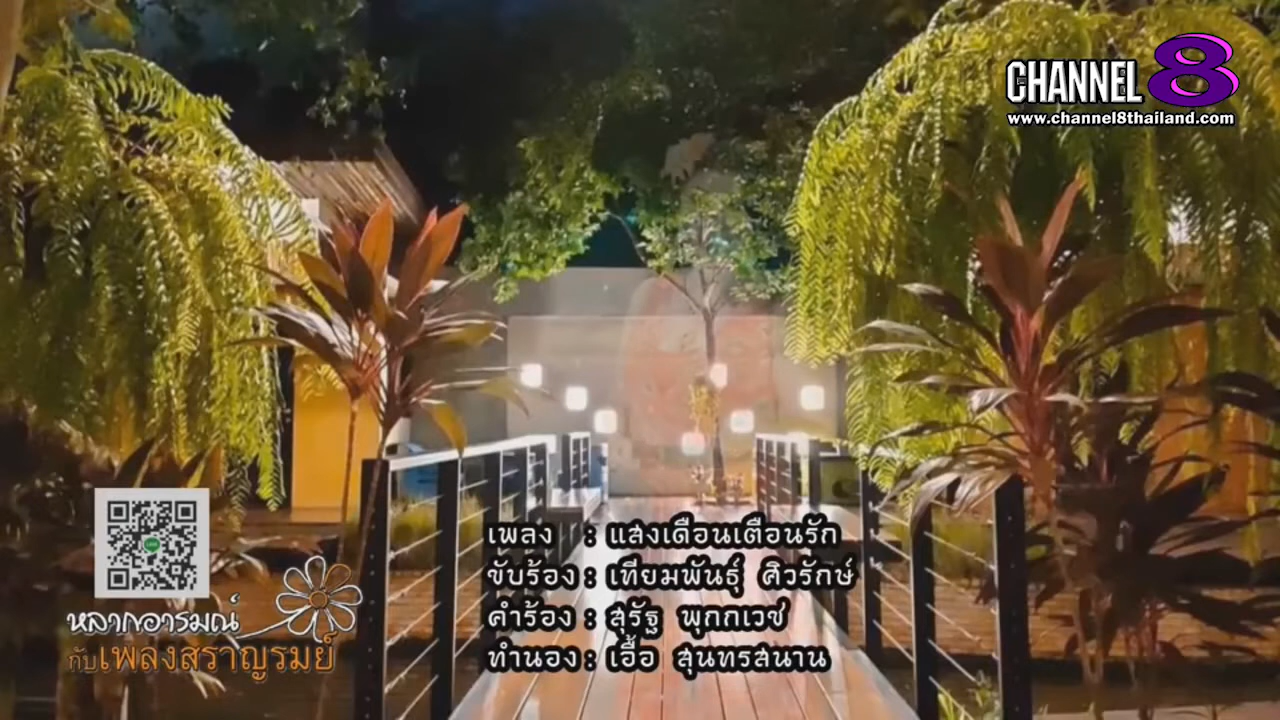 CHANNEL 8
www.channel8thailand.com
เพลง : แสงเดือนเตือนรัก
ขับร้อง : เทียมพันธุ์ ศิวรักษ์
คำร้อง : สุรัฐ พุกกเวช
ทำนอง : เอื้อ สุนทรสนาน
หลากอารมณ์
กับเพลงสราญรมย์